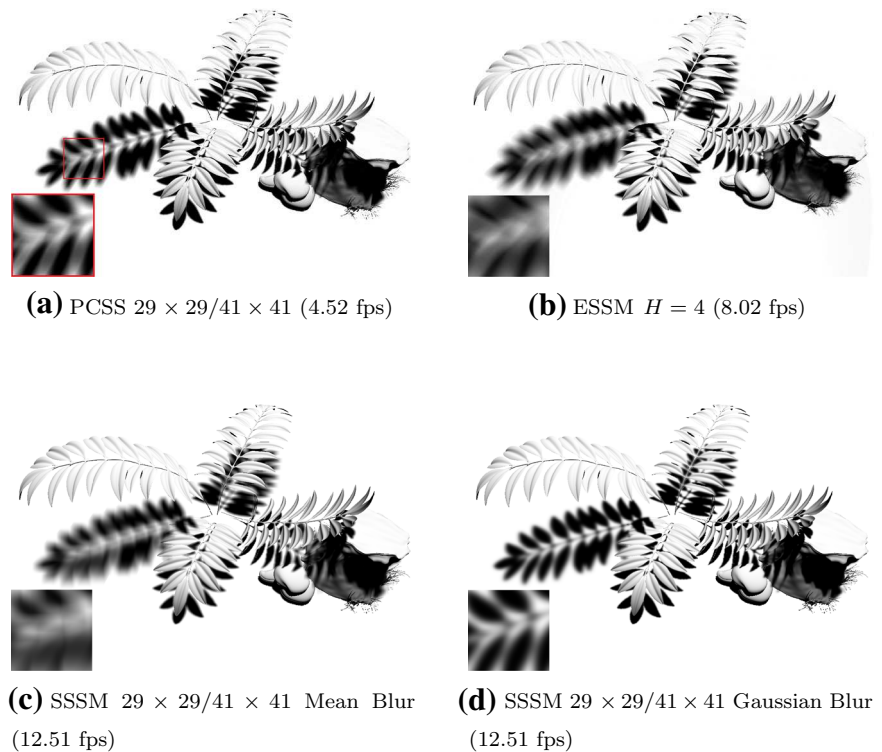 (a) PCSS 29 × 29/41 × 41 (4.52 fps)
(b) ESSM H = 4 (8.02 fps)
(c) SSSM 29 × 29/41 × 41 Mean Blur
(12.51 fps)
(d) SSSM 29 × 29/41 × 41 Gaussian Blur
(12.51 fps)